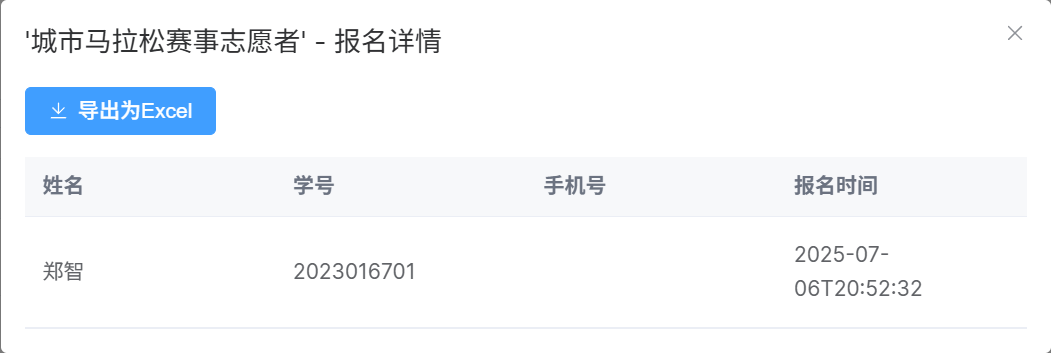 '城市马拉松赛事志愿者' - 报名详情
导出为Excel
姓名 学号 手机号 报名时间
郑智 2023016701 2025-07-
06T20:52:32